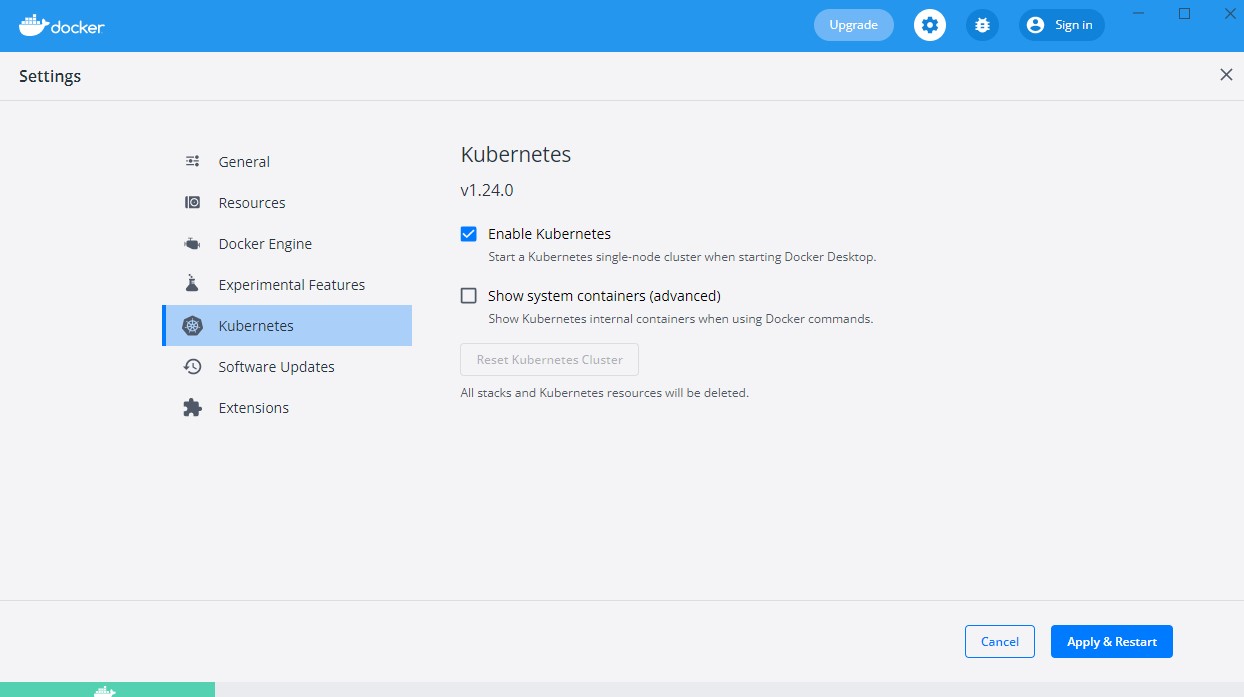 docker
Upgrade
Sign in
Settings
General
Resources
Docker Engine
Experimental Features
Kubernetes
Software Updates
Extensions
Kubernetes
v1.24.0
Enable Kubernetes
Start a Kubernetes single-node cluster when starting Docker Desktop.
Show system containers (advanced)
Show Kubernetes internal containers when using Docker commands.
Reset Kubernetes Cluster
All stacks and Kubernetes resources will be deleted.
Cancel
Apply & Restart